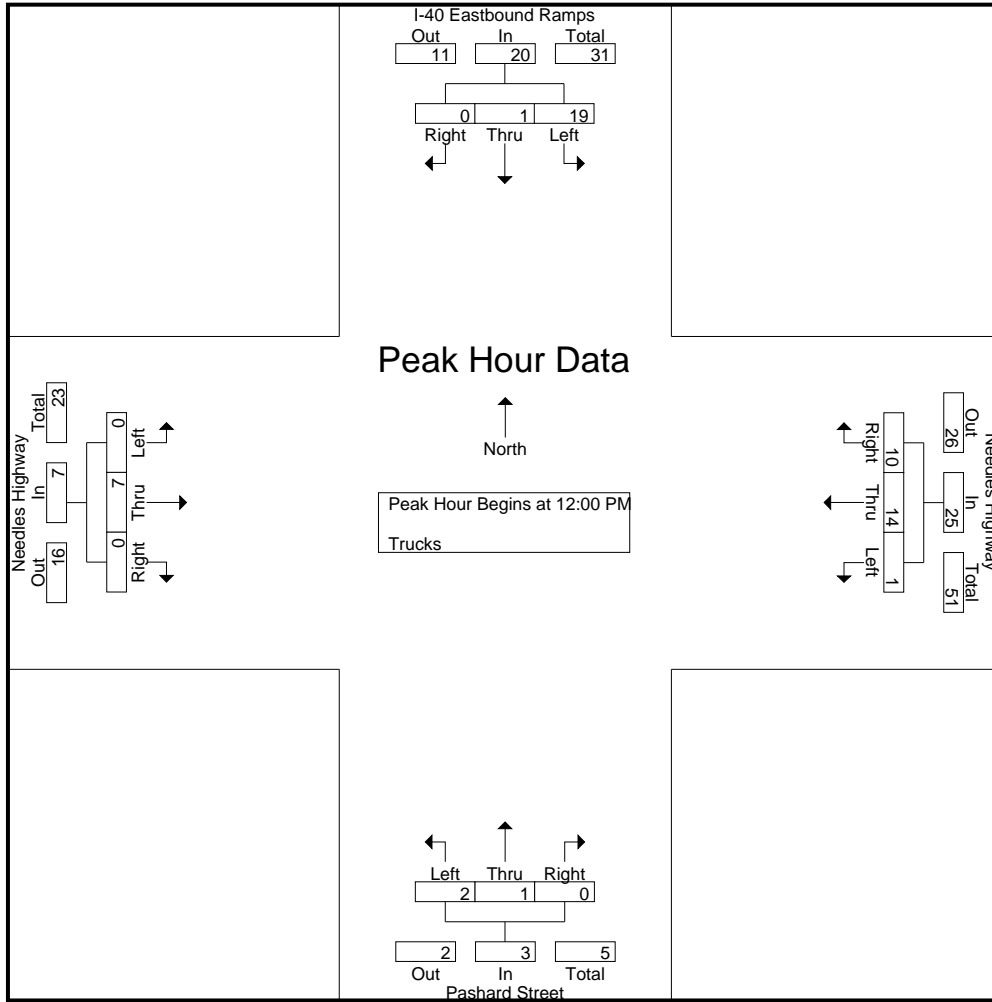 I-40 Eastbound Ramps
Out In Total
11 20 31
0 1 19
Right Thru Left
Peak Hour Data
North
Peak Hour Begins at 12:00 PM
Trucks
Needles Highway
Out In Total
16 7 23
0 7 0
Right Thru Left
Needles Highway
Out In Total
26 25 51
10 14 1
Right Thru Left
Left Thru Right
2 1 0
2 3 5
Out In Total
Pashard Street